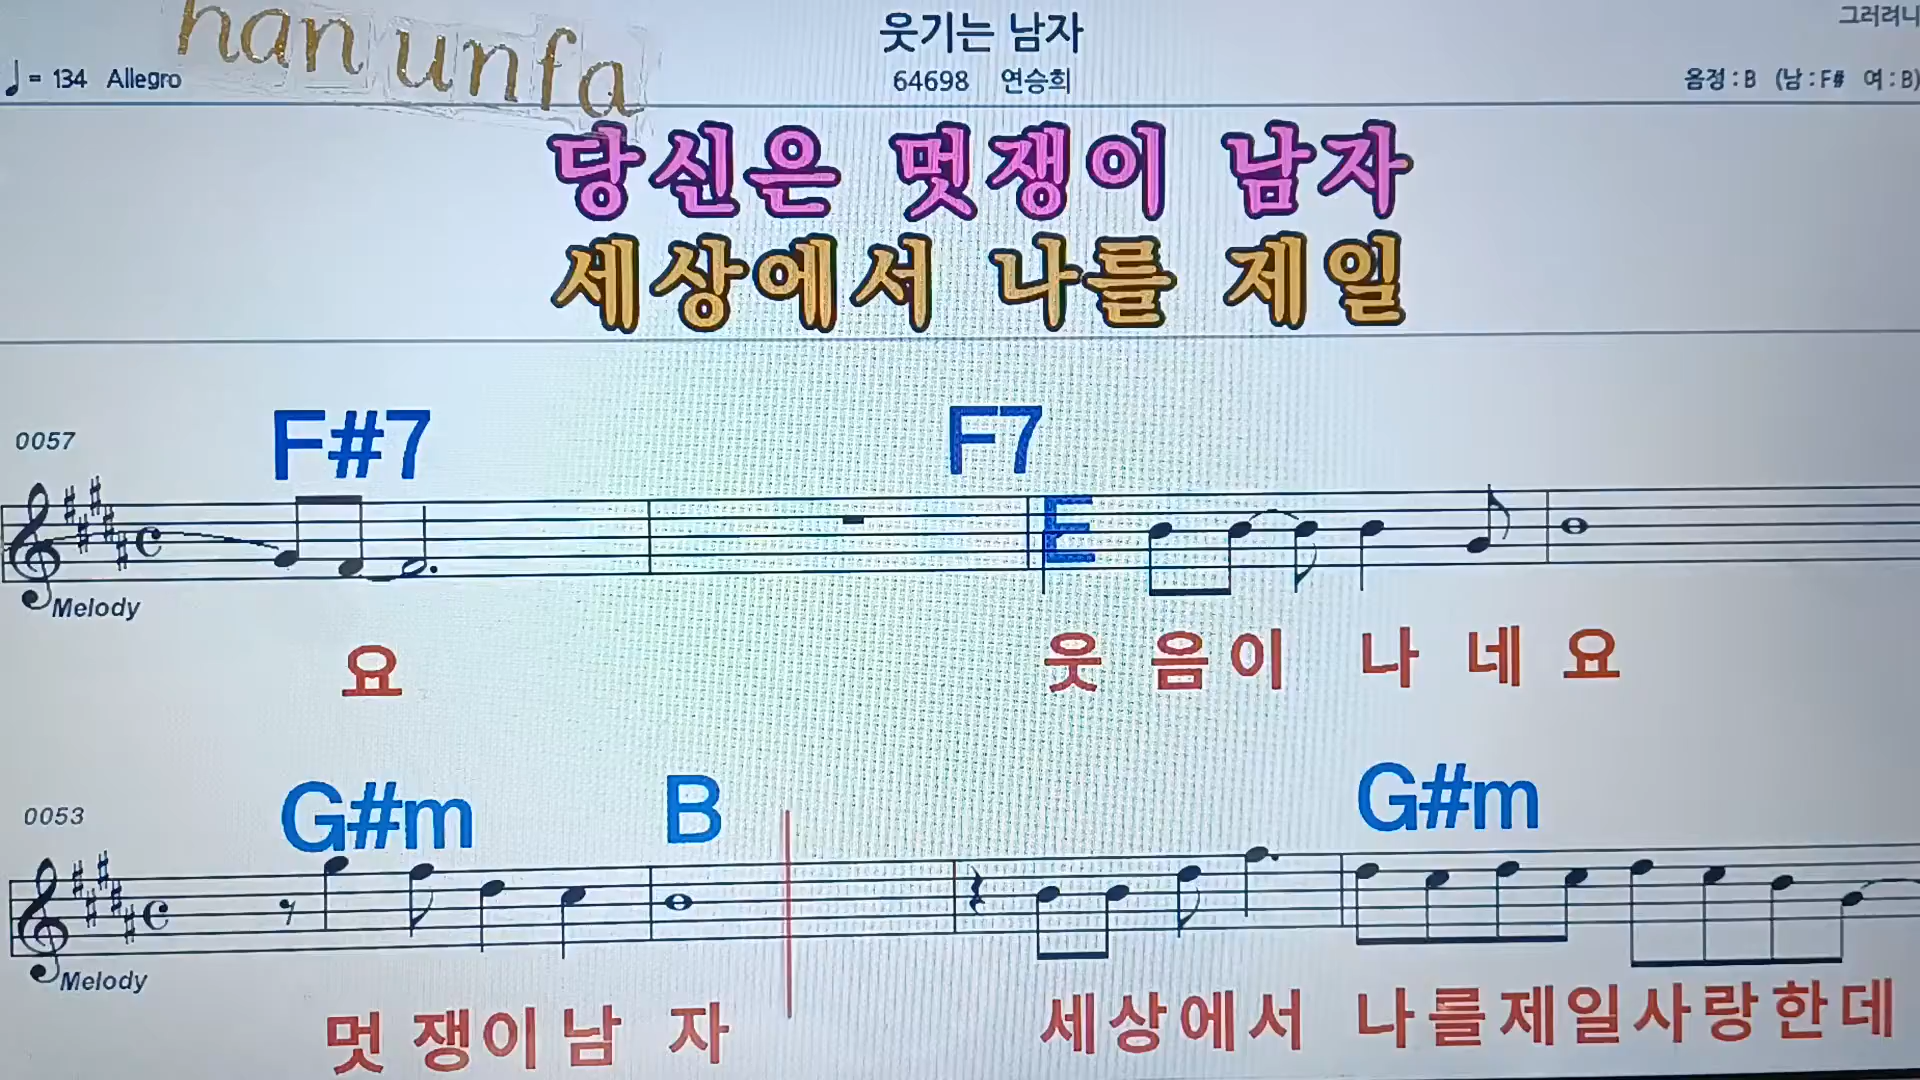 han unfa
웃기는 남자
그러려니
♩= 134 Allegro
64698 연승희
음정 : B (남 : F# 여 : B)
당신은 멋쟁이 남자
세상에서 나를 제일
0057
F#7 F7
E
Melody
요 웃 음이 나 네 요
0053
G#m B G#m
Melody
멋 쟁이 남 자 세상에서 나를제일사랑한데